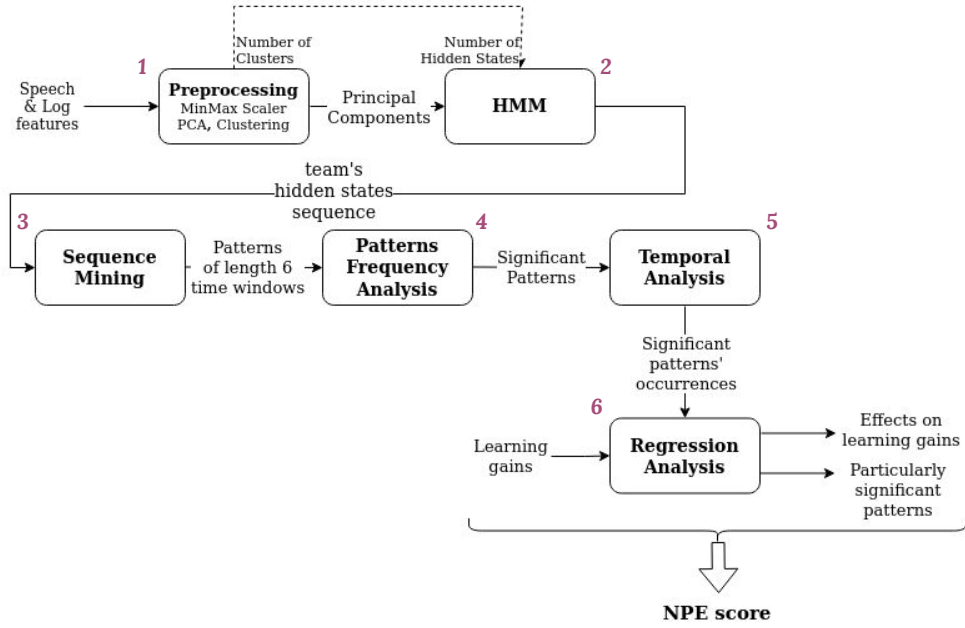 Number of
Clusters
Number of
Hidden States
1
2
Speech
& Log
features
Preprocessing
MinMax Scaler
PCA, Clustering
Principal
Components
HMM
team's
hidden states
sequence
3
4
5
Sequence
Mining
Patterns
of length 6
time windows
Patterns
Frequency
Analysis
Significant
Patterns
Temporal
Analysis
Significant
patterns'
occurrences
6
Learning
gains
Regression
Analysis
Effects on
learning gains
Particularly
significant
patterns
NPE score